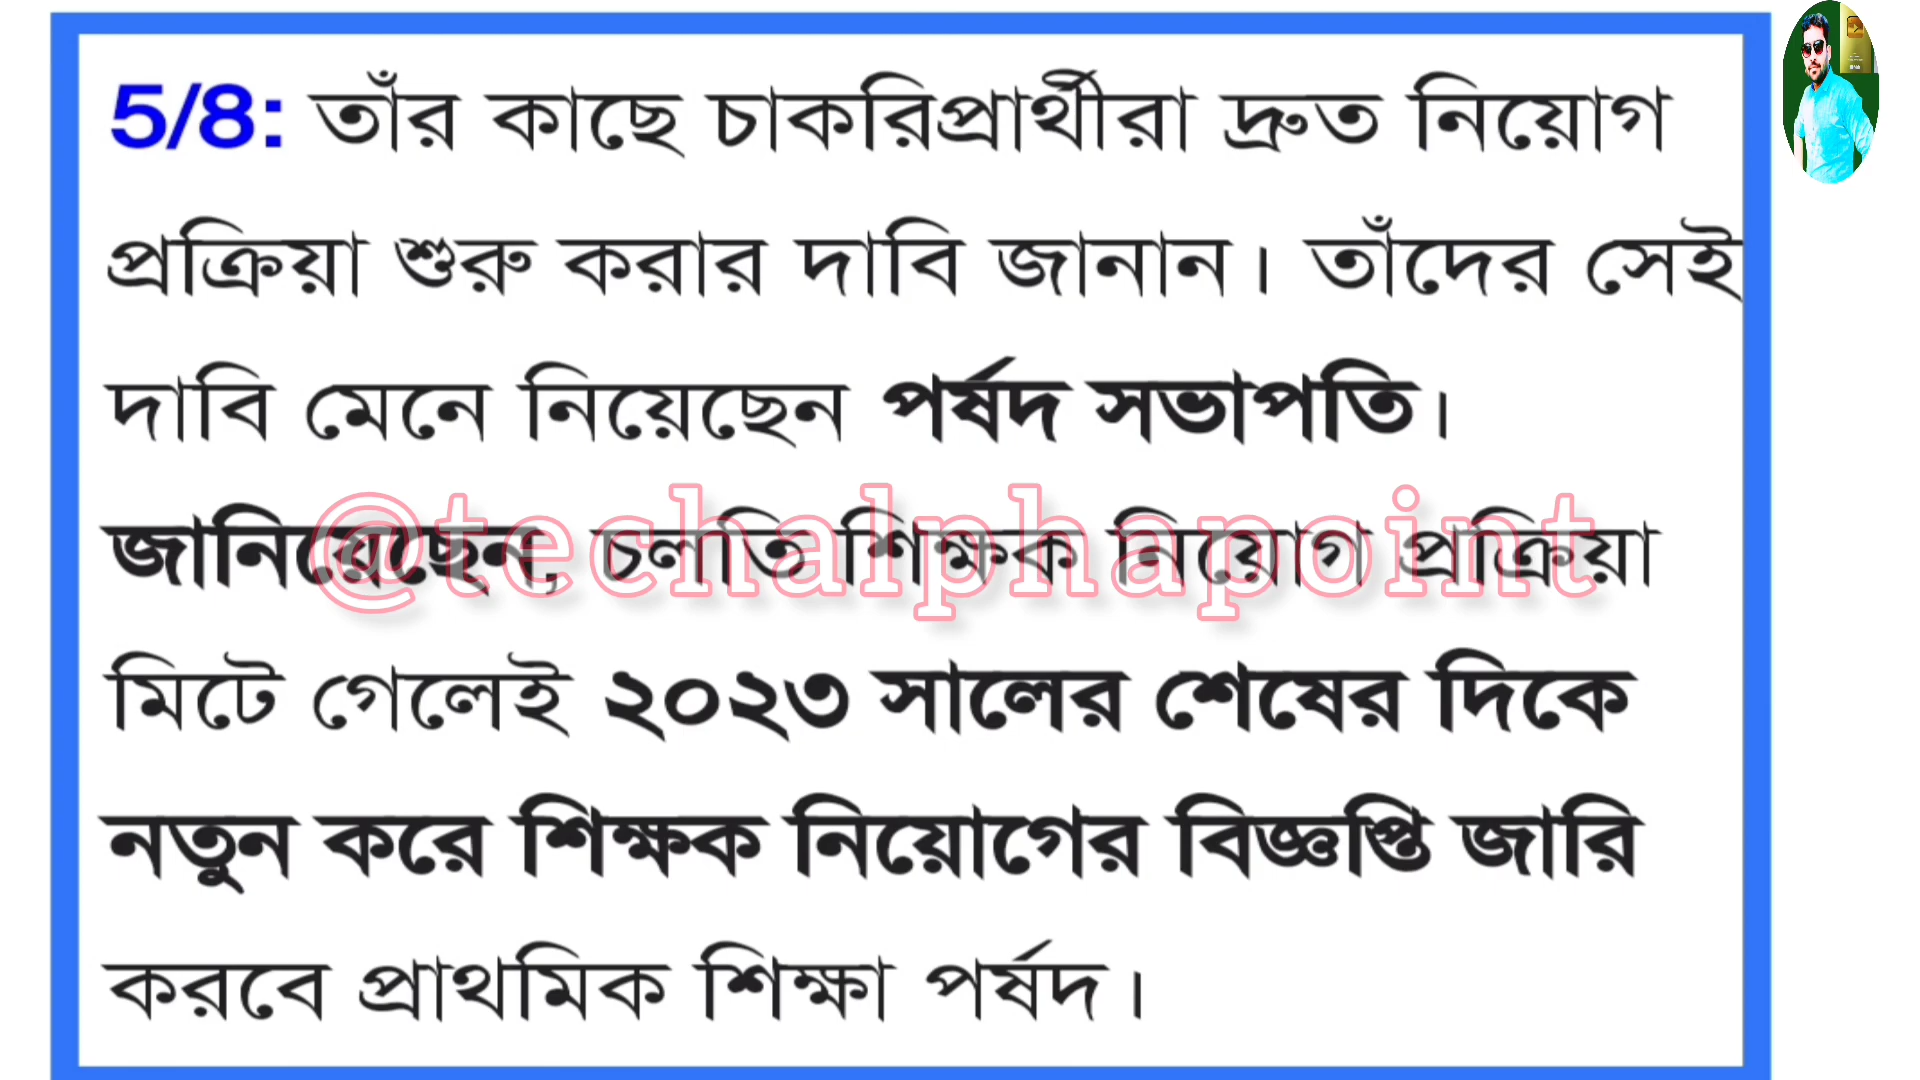 5/8: তাঁর কাছে চাকরিপ্রার্থীরা দ্রুত নিয়োগ
প্রক্রিয়া শুরু করার দাবি জানান। তাঁদের সেই
দাবি মেনে নিয়েছেন পর্ষদ সভাপতি।
জানিয়েছেন, চলতি শিক্ষক নিয়োগ প্রক্রিয়া
@techalphapoint
মিটে গেলেই ২০২৩ সালের শেষের দিকে
নতুন করে শিক্ষক নিয়োগের বিজ্ঞপ্তি জারি
করবে প্রাথমিক শিক্ষা পর্ষদ।